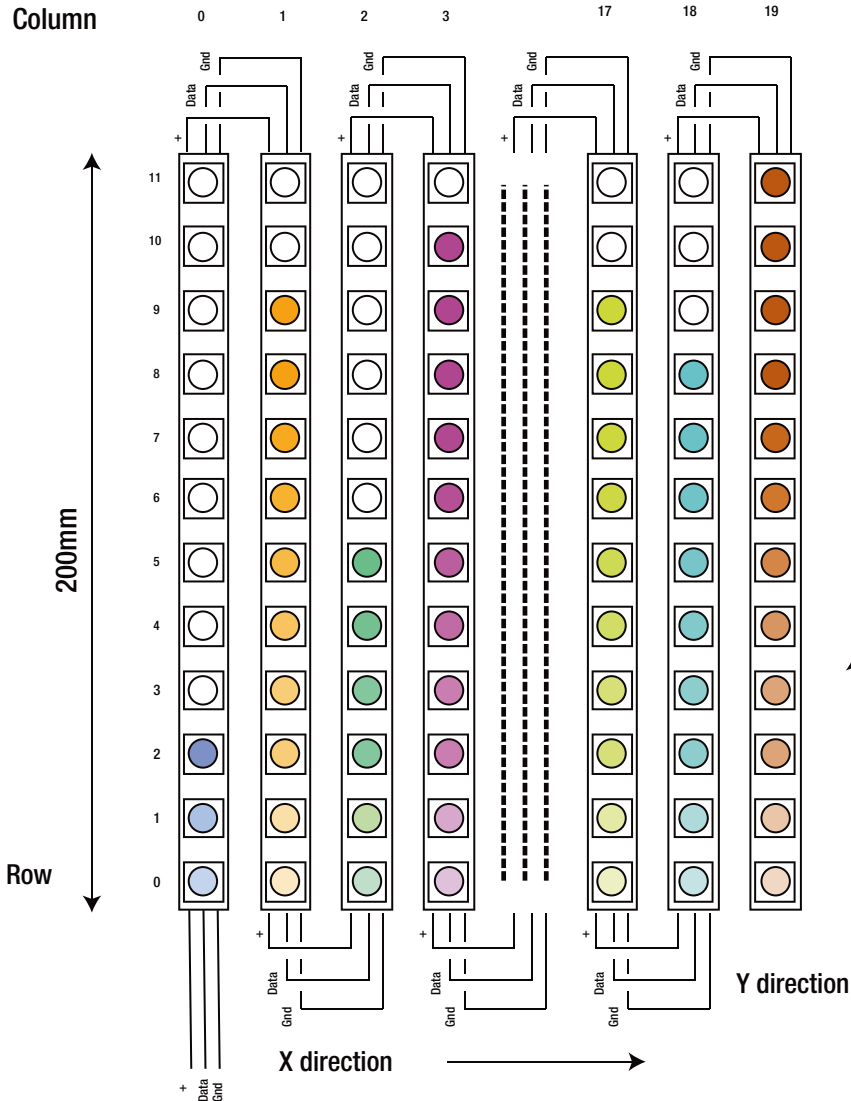 Column 0 1 2 3 17 18 19
Gnd Gnd Gnd Gnd
Data Data Data Data
+ + + +
11
10
9
8
7
6
200mm
5
4
3
2
1
Row 0
+ + +
Data Data Data
Gnd Gnd Gnd
Y direction
X direction
+ Data Gnd